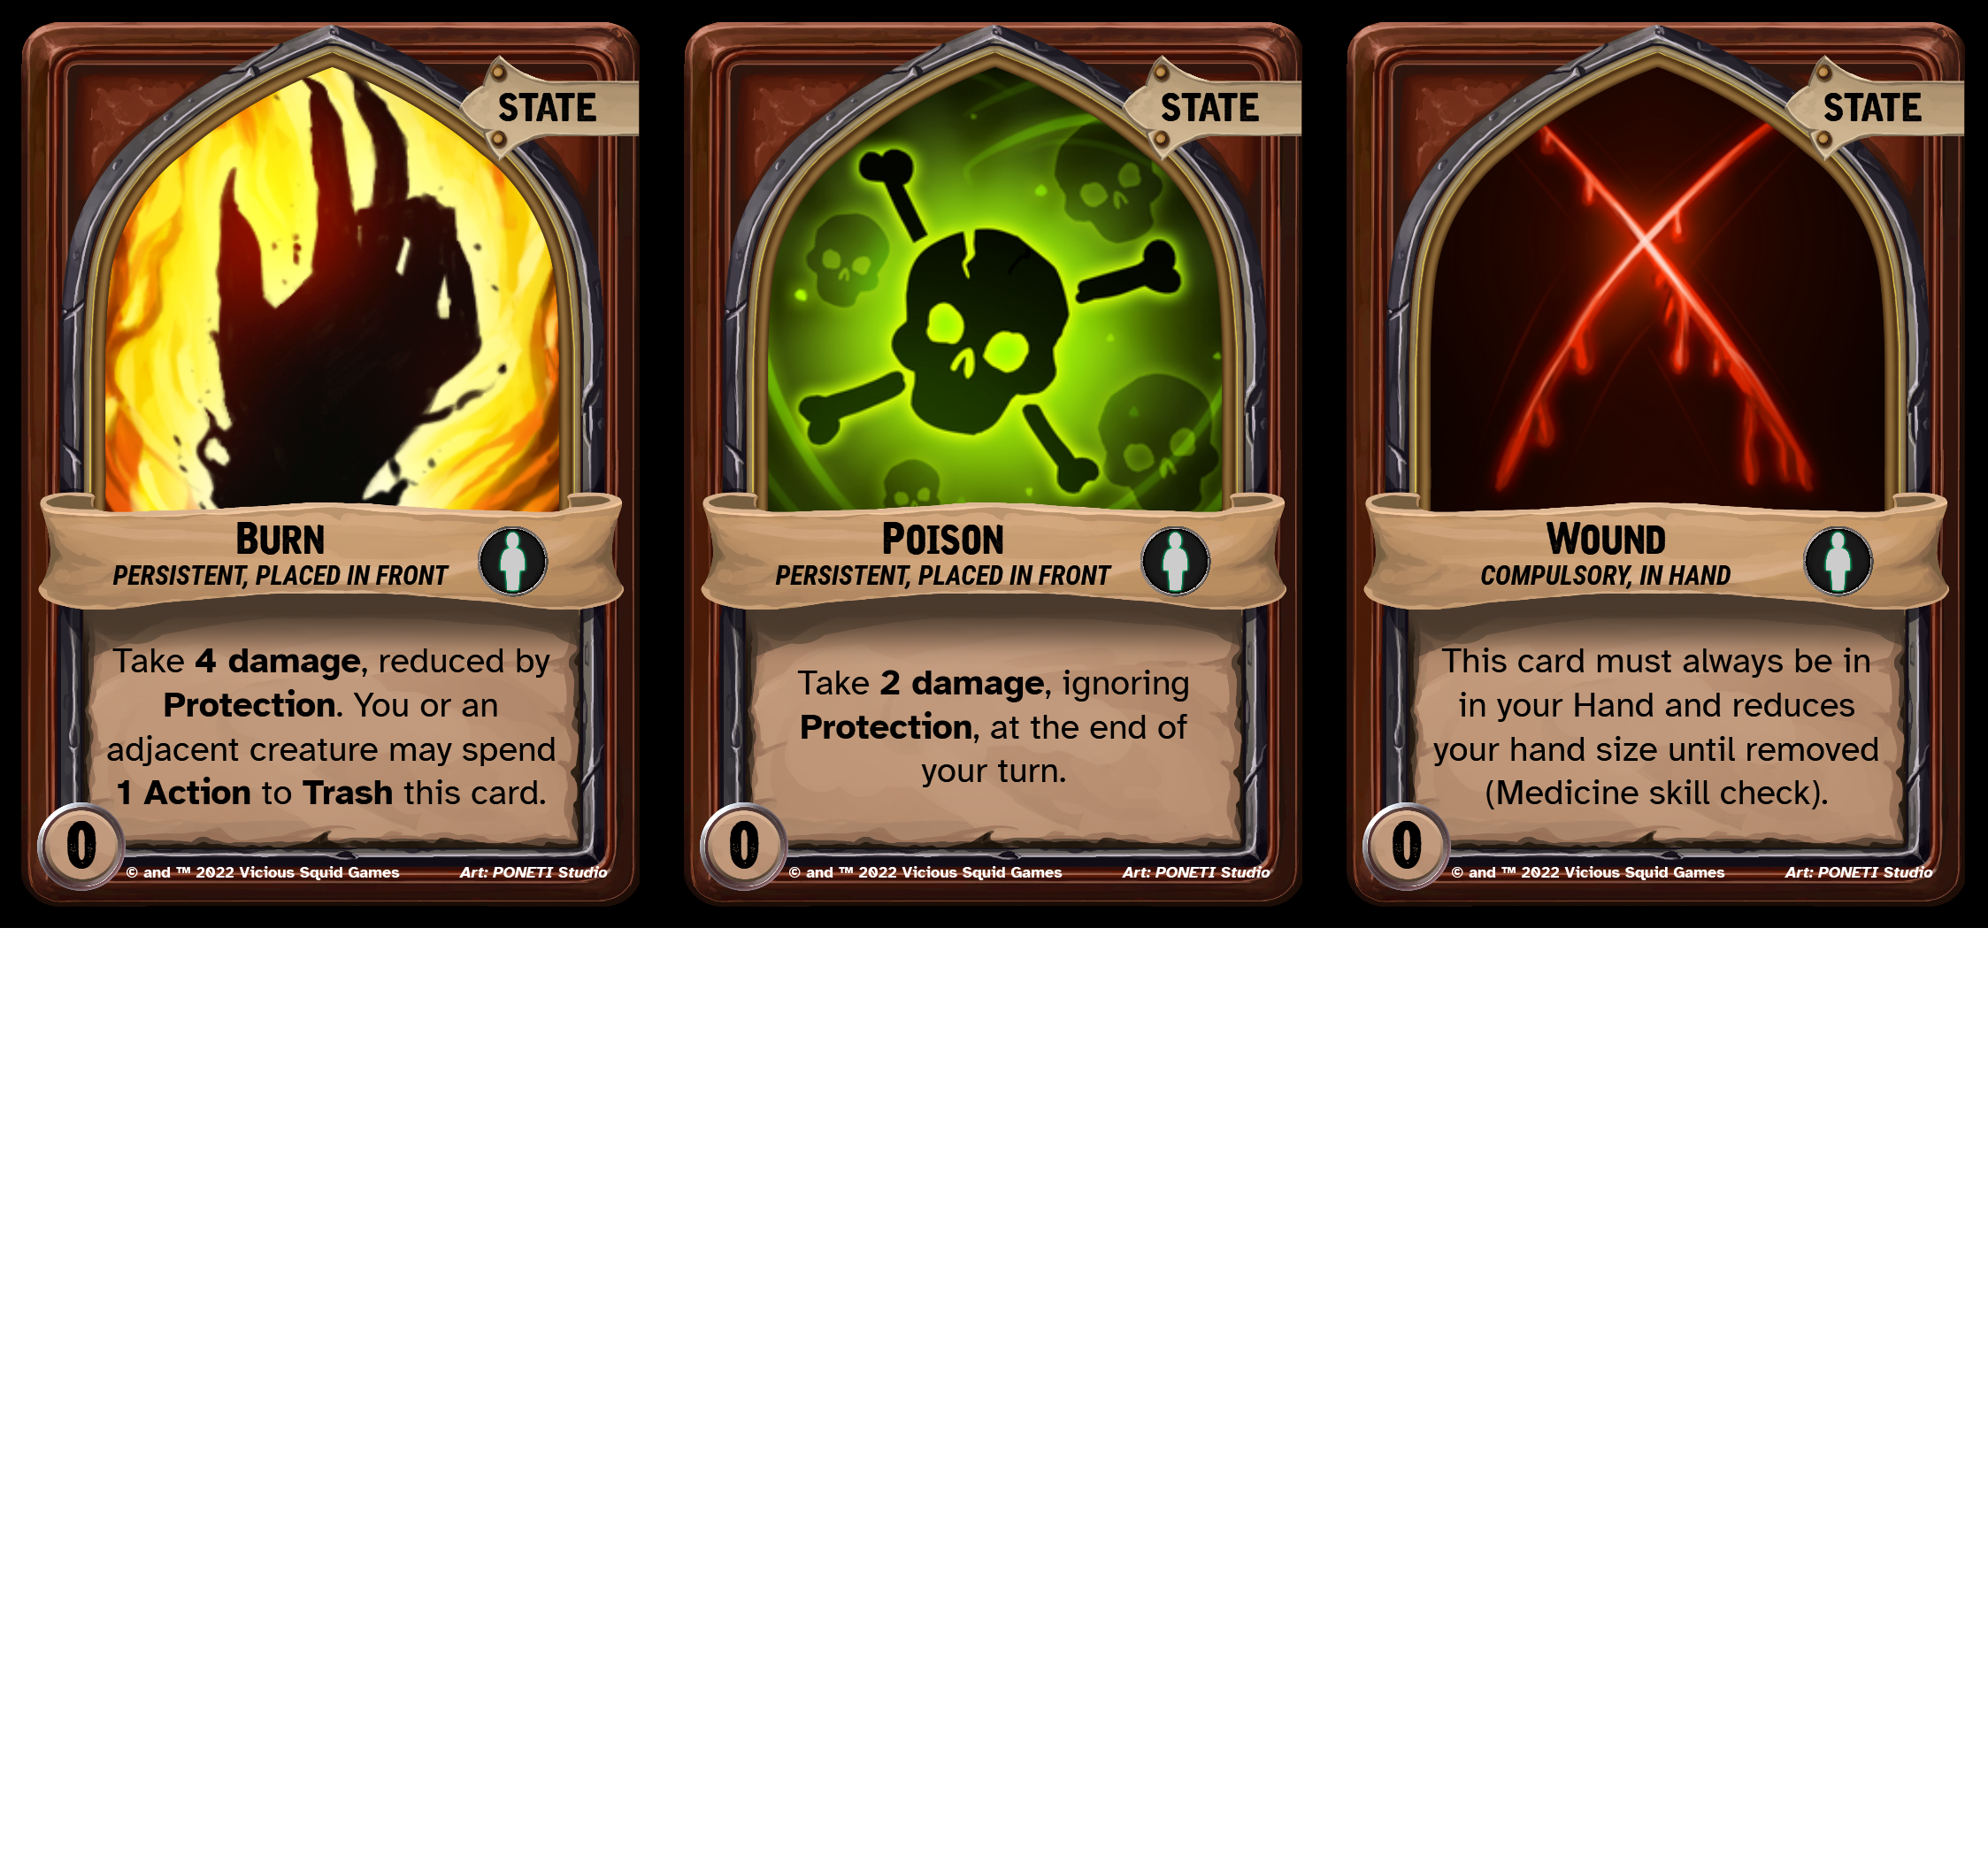 STATE
BURN
PERSISTENT, PLACED IN FRONT
Take 4 damage, reduced by
Protection. You or an
adjacent creature may spend
1 Action to Trash this card.
0
© and ™ 2022 Vicious Squid Games
Art: PONETI Studio
STATE
POISON
PERSISTENT, PLACED IN FRONT
Take 2 damage, ignoring
Protection, at the end of
your turn.
0
© and ™ 2022 Vicious Squid Games
Art: PONETI Studio
STATE
WOUND
COMPULSORY, IN HAND
This card must always be in
in your Hand and reduces
your hand size until removed
(Medicine skill check).
0
© and ™ 2022 Vicious Squid Games
Art: PONETI Studio